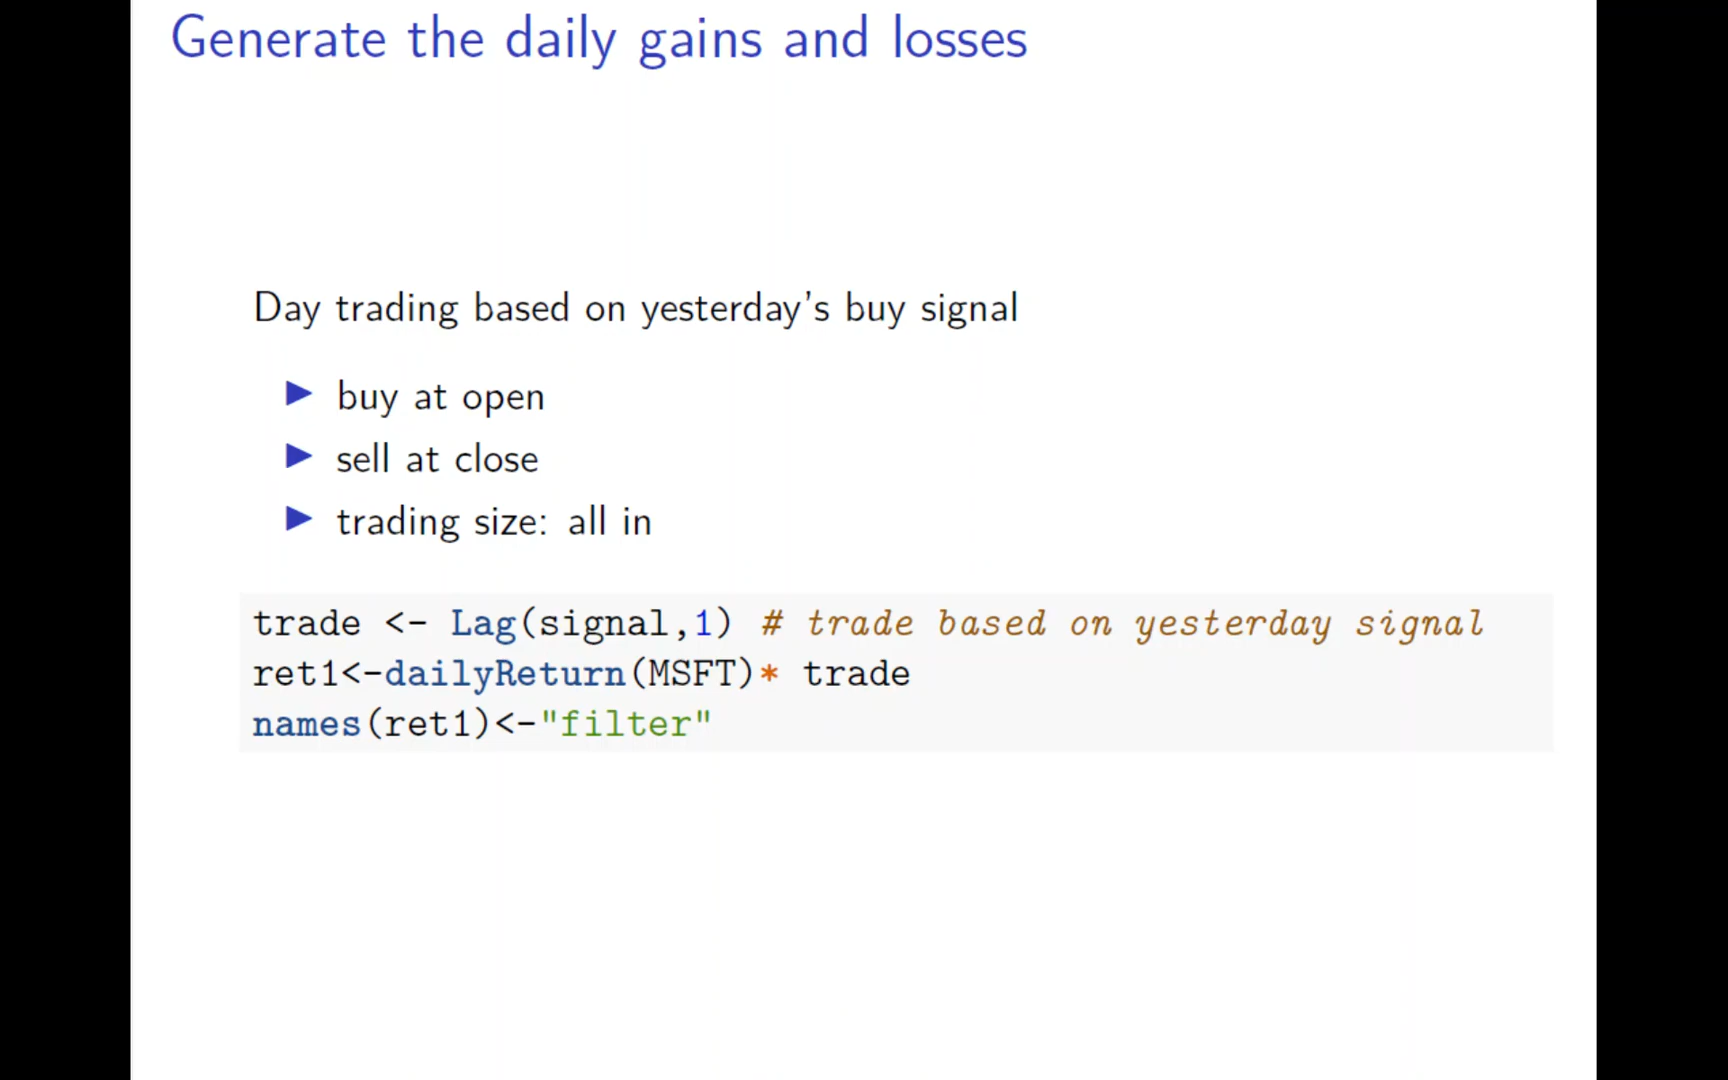 Generate the daily gains and losses
Day trading based on yesterday's buy signal
▶ buy at open
▶ sell at close
▶ trading size: all in
trade <- Lag(signal,1) # trade based on yesterday signal
ret1<-dailyReturn(MSFT)* trade
names(ret1)<-"filter"